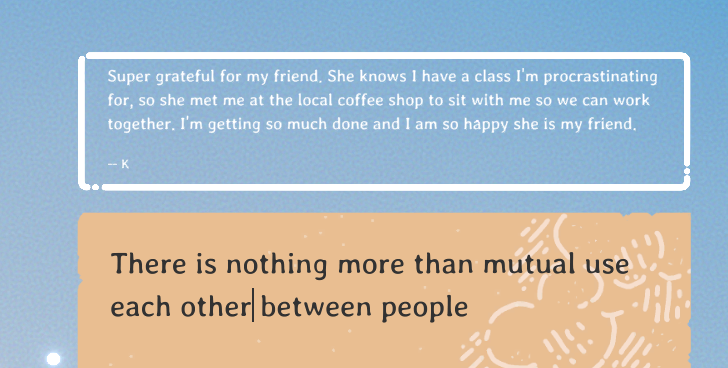 Super grateful for my friend. She knows I have a class I'm procrastinating
for, so she met me at the local coffee shop to sit with me so we can work
together. I'm getting so much done and I am so happy she is my friend.
-- K
There is nothing more than mutual use
each other between people